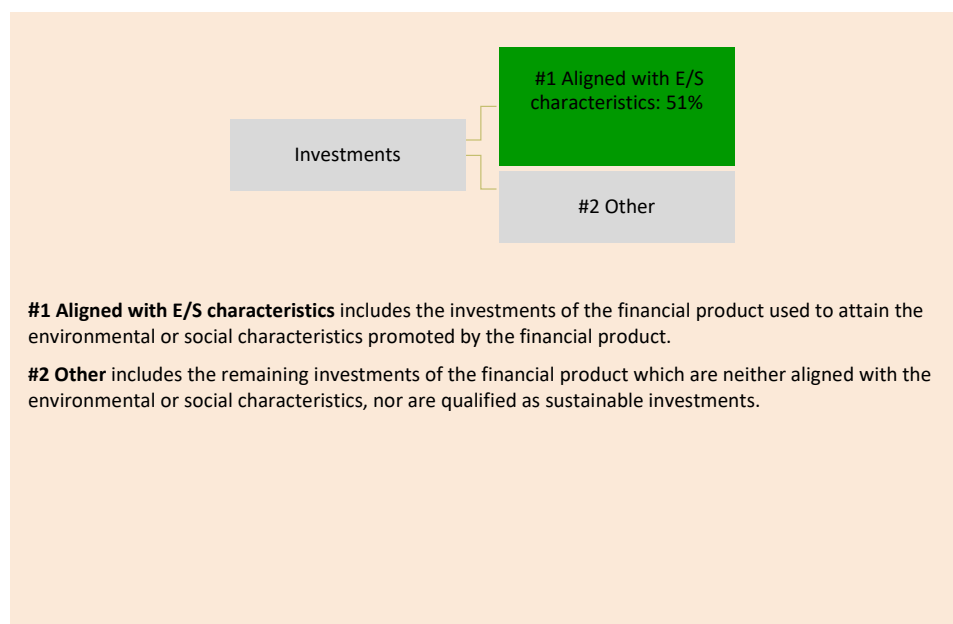 #1 Aligned with E/S
characteristics: 51%
Investments
#2 Other
#1 Aligned with E/S characteristics includes the investments of the financial product used to attain the
environmental or social characteristics promoted by the financial product.
#2 Other includes the remaining investments of the financial product which are neither aligned with the
environmental or social characteristics, nor are qualified as sustainable investments.